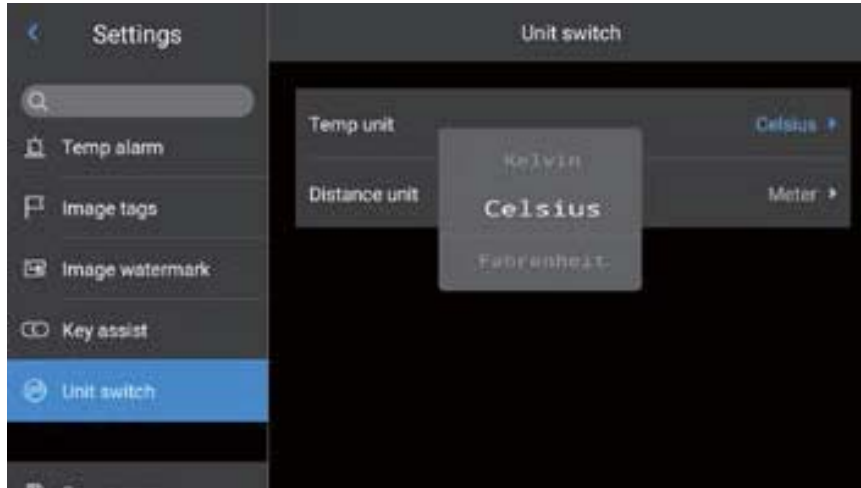 Settings
Temp alarm
Image tags
Image watermark
Key assist
Unit switch
Unit switch
Temp unit
Celsius
Distance unit
Meter
Kelvin
Celsius
Fahrenheit